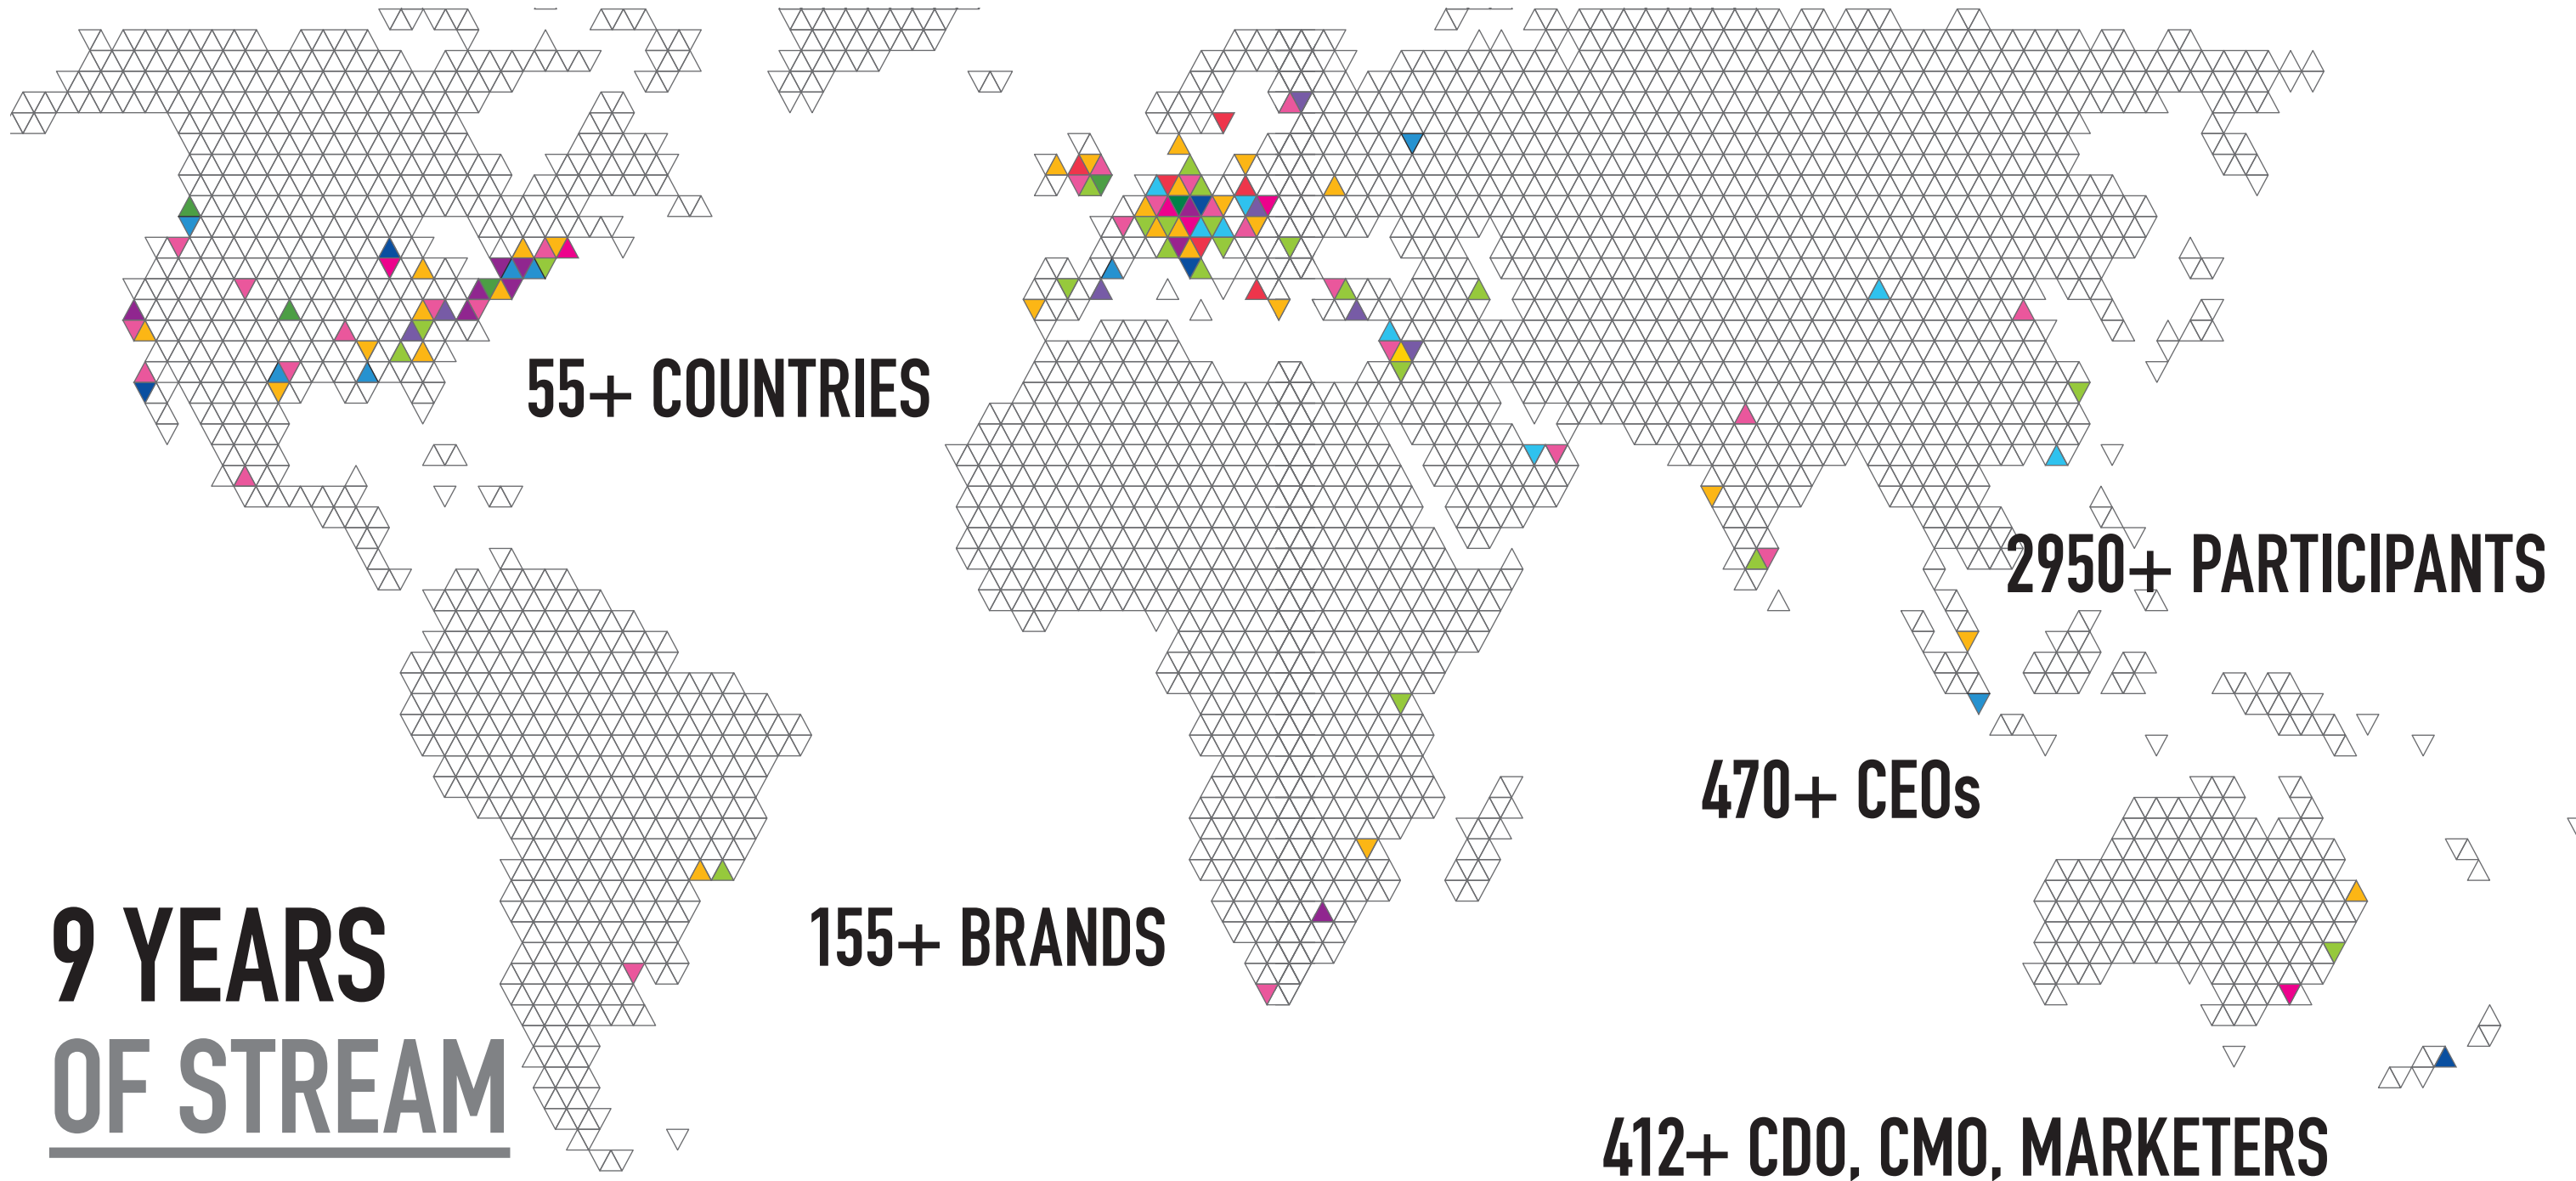 55+ COUNTRIES
2950+ PARTICIPANTS
470+ CEOs
155+ BRANDS
9 YEARS
OF STREAM
412+ CDO, CMO, MARKETERS